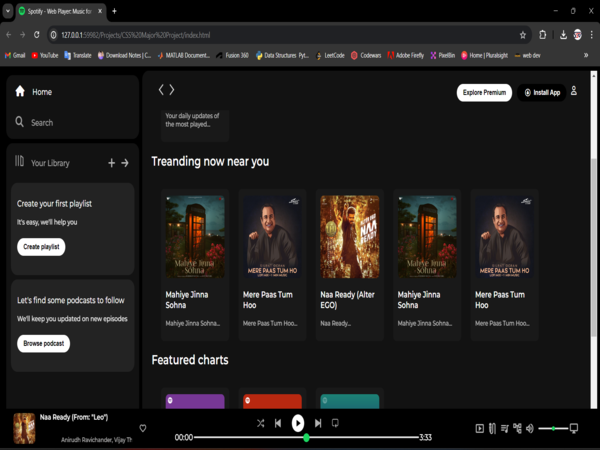 Spotify - Web Player: Music for
127.0.0.1:59982/Projects/CSS%20Major%20Project/index.html
Gmail YouTube Translate Download Notes ( C... MATLAB Document... Fusion 360 Data Structures Pyt... LeetCode Codewars Adobe Firefly PixelBin Home | Pluralsight web dev
Home
Search
Your Library
Create your first playlist
It's easy, we'll help you
Create playlist
Let's find some podcasts to follow
We'll keep you updated on new episodes
Browse podcast
Explore Premium
Install App
Your daily updates of
the most played...
Treanding now near you
Mahiye Jinna
Sohna
MERE PAAS TUM HO
NAA
READY
Mahiye Jinna
Sohna
MERE PAAS TUM HO
Mahiye Jinna
Sohna
Mahiye Jinna Sohna...
Mere Paas Tum
Hoo
Mere Paas Tum Hoo...
Naa Ready (Alter
EGO)
Naa Ready...
Mahiye Jinna
Sohna
Mahiye Jinna Sohna...
Mere Paas Tum
Hoo
Mere Paas Tum Hoo...
Featured charts
Naa Ready (From: "Leo")
Anirudh Ravichander, Vijay Th
00:00
3:33